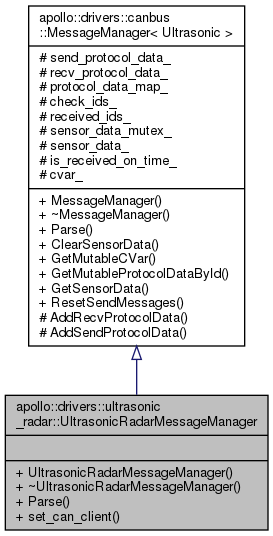 apollo::drivers::canbus
::MessageManager< Ultrasonic >
# send_protocol_data_
# recv_protocol_data_
# protocol_data_map_
# check_ids_
# received_ids_
# sensor_data_mutex_
# sensor_data_
# is_received_on_time_
# cvar_
+ MessageManager()
+ ~MessageManager()
+ Parse()
+ ClearSensorData()
+ GetMutableCVar()
+ GetMutableProtocolDataById()
+ GetSensorData()
+ ResetSendMessages()
# AddRecvProtocolData()
# AddSendProtocolData()
apollo::drivers::ultrasonic
_radar::UltrasonicRadarMessageManager
+ UltrasonicRadarMessageManager()
+ ~UltrasonicRadarMessageManager()
+ Parse()
+ set_can_client()